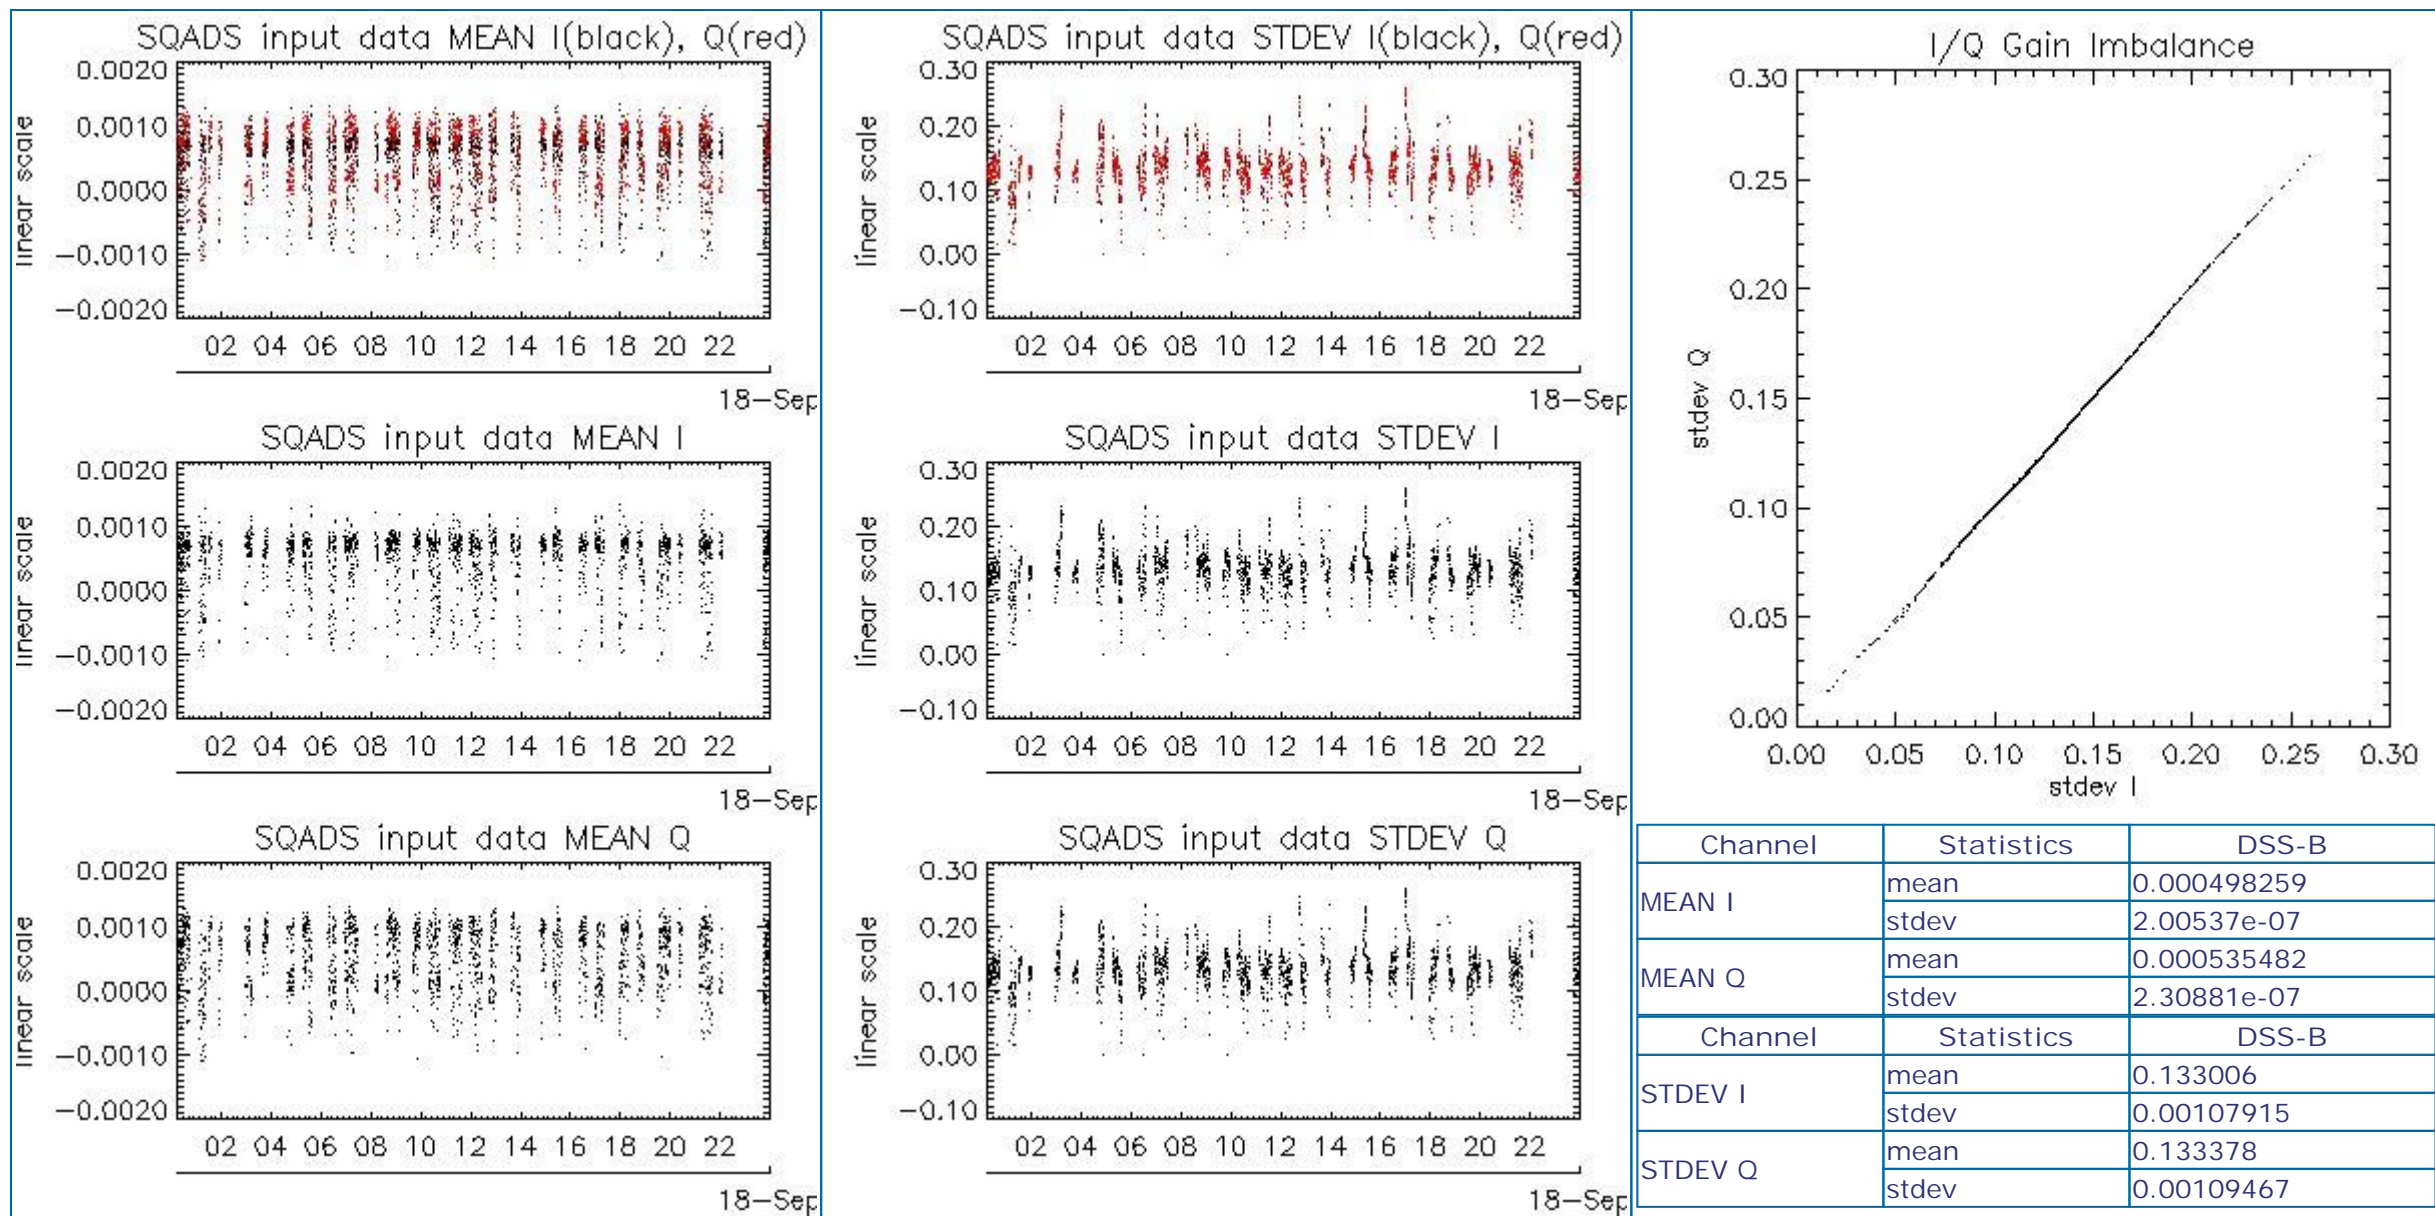 SQADS input data MEAN I(black), Q(red)
linear scale
0.0020
0.0010
0.0000
−0.0010
−0.0020
02 04 06 08 10 12 14 16 18 20 22
18−Sep
SQADS input data MEAN I
linear scale
0.0020
0.0010
0.0000
−0.0010
−0.0020
02 04 06 08 10 12 14 16 18 20 22
18−Sep
SQADS input data MEAN Q
linear scale
0.0020
0.0010
0.0000
−0.0010
−0.0020
02 04 06 08 10 12 14 16 18 20 22
18−Sep
SQADS input data STDEV I(black), Q(red)
linear scale
0.30
0.20
0.10
0.00
−0.10
02 04 06 08 10 12 14 16 18 20 22
18−Sep
SQADS input data STDEV I
linear scale
0.30
0.20
0.10
0.00
−0.10
02 04 06 08 10 12 14 16 18 20 22
18−Sep
SQADS input data STDEV Q
linear scale
0.30
0.20
0.10
0.00
−0.10
02 04 06 08 10 12 14 16 18 20 22
18−Sep
I/Q Gain Imbalance
stdev Q
0.30
0.25
0.20
0.15
0.10
0.05
0.00
0.00 0.05 0.10 0.15 0.20 0.25 0.30
stdev I
Channel Statistics DSS-B
MEAN I
mean 0.000498259
stdev 2.00537e-07
MEAN Q
mean 0.000535482
stdev 2.30881e-07
Channel Statistics DSS-B
STDEV I
mean 0.133006
stdev 0.00107915
STDEV Q
mean 0.133378
stdev 0.00109467